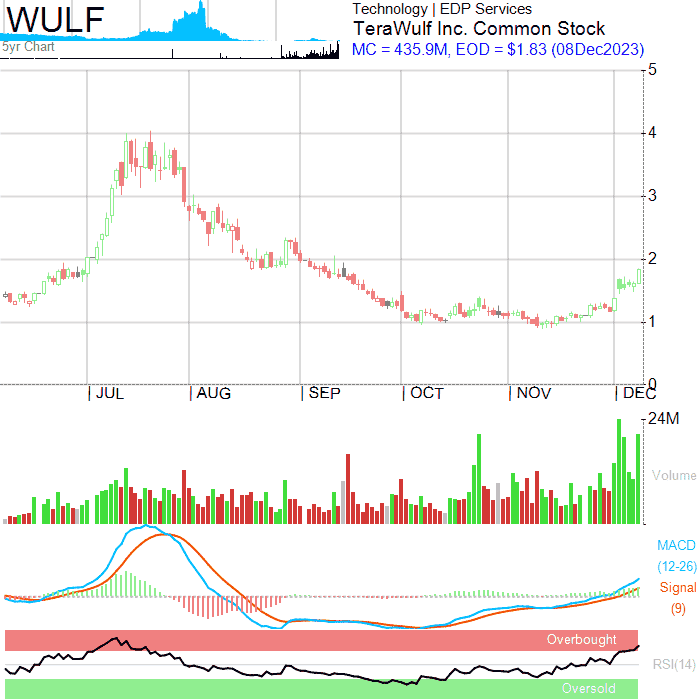 WULF
5yr Chart
Technology | EDP Services
TeraWulf Inc. Common Stock
MC = 435.9M, EOD = $1.83 (08Dec2023)
5
4
3
2
1
0
JUL
AUG
SEP
OCT
NOV
DEC
24M
Volume
MACD
(12-26)
Signal
(9)
Overbought
RSI(14)
Oversold